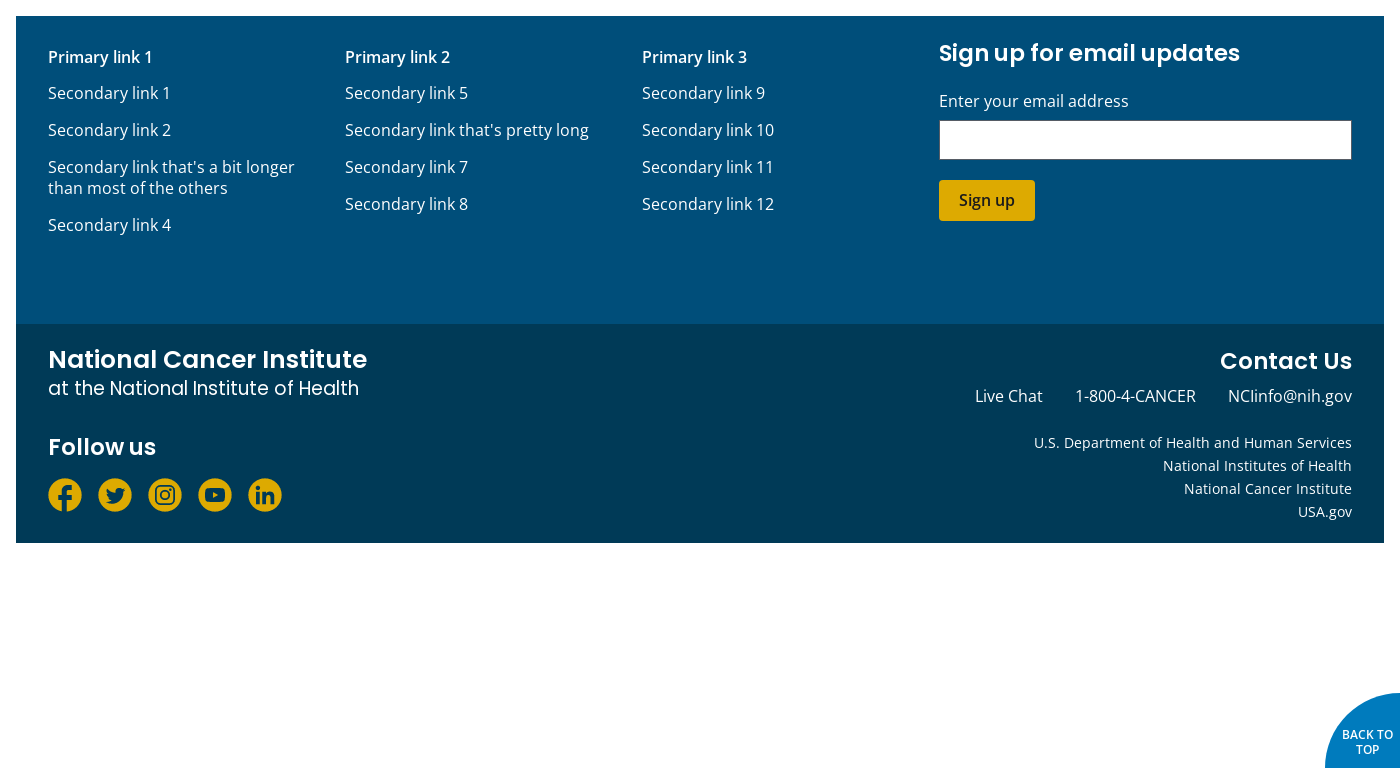 Primary link 1
Secondary link 1
Secondary link 2
Secondary link that's a bit longer
than most of the others
Secondary link 4
Primary link 2
Secondary link 5
Secondary link that's pretty long
Secondary link 7
Secondary link 8
Primary link 3
Secondary link 9
Secondary link 10
Secondary link 11
Secondary link 12
Sign up for email updates
Enter your email address
Sign up
National Cancer Institute
at the National Institute of Health
Follow us
Contact Us
Live Chat 1-800-4-CANCER NCIinfo@nih.gov
U.S. Department of Health and Human Services
National Institutes of Health
National Cancer Institute
USA.gov
BACK TO
TOP